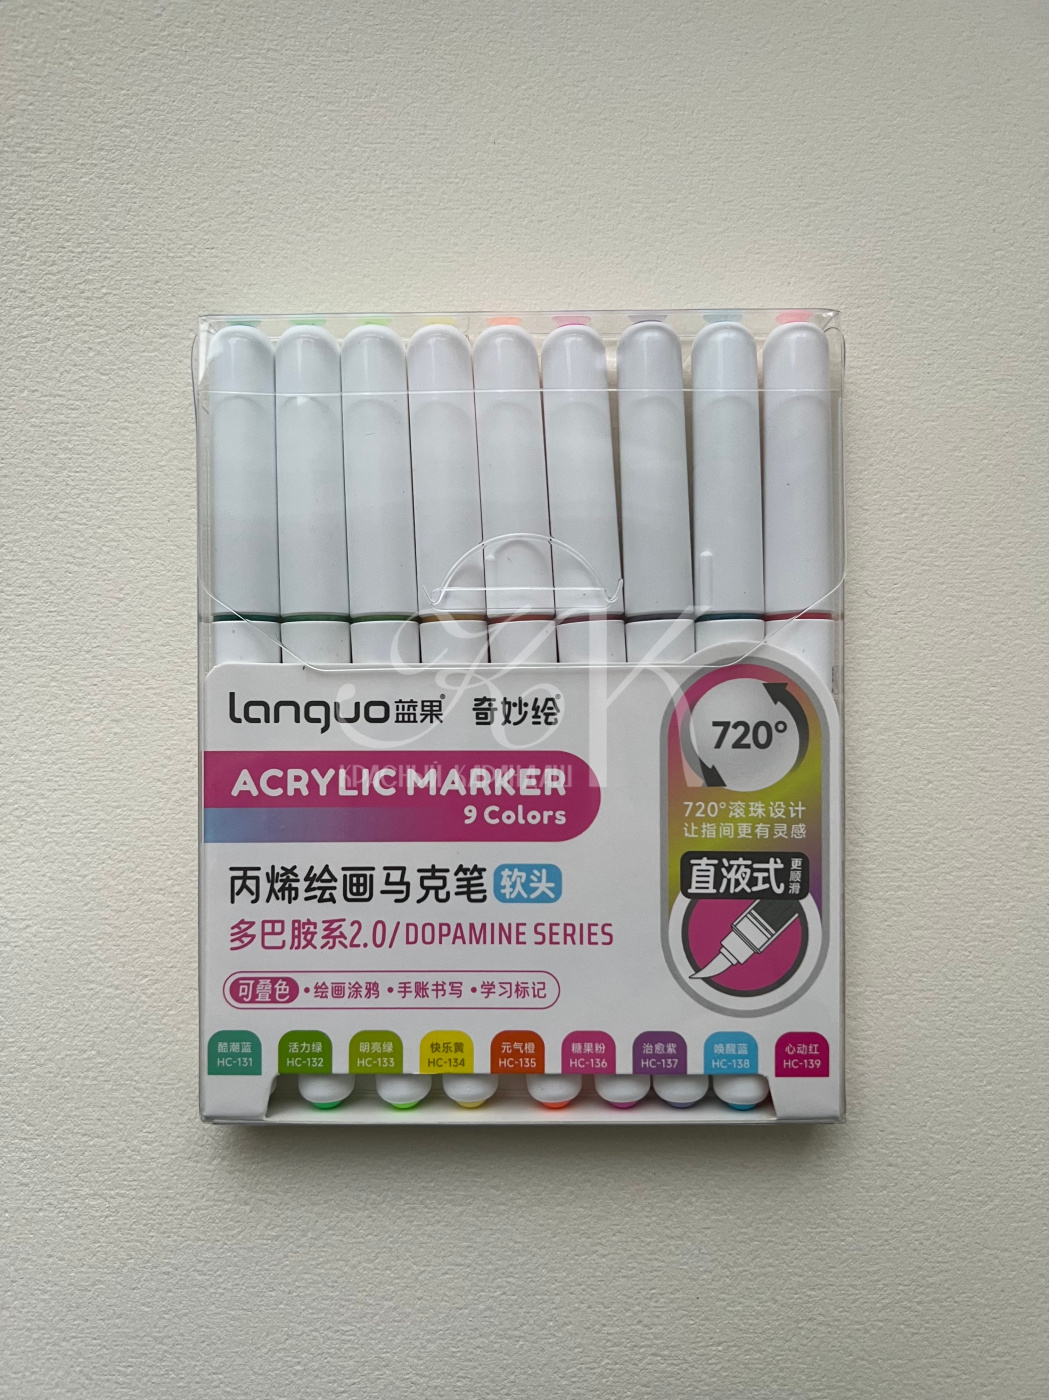 languo蓝果® 奇妙绘®
ACRYLIC MARKER
9 Colors
丙烯绘画马克笔 软头
多巴胺系2.0/DOPAMINE SERIES
可叠色 •绘画涂鸦 •手账书写 •学习标记
720°
720°滚珠设计
让指间更有灵感
直液式 更顺滑
酷潮蓝 HC-131
活力绿 HC-132
明亮绿 HC-133
快乐黄 HC-134
元气橙 HC-135
糖果粉 HC-136
治愈紫 HC-137
唤醒蓝 HC-138
心动红 HC-139
КК
КРАСНЫЙ КАРАНДАШ